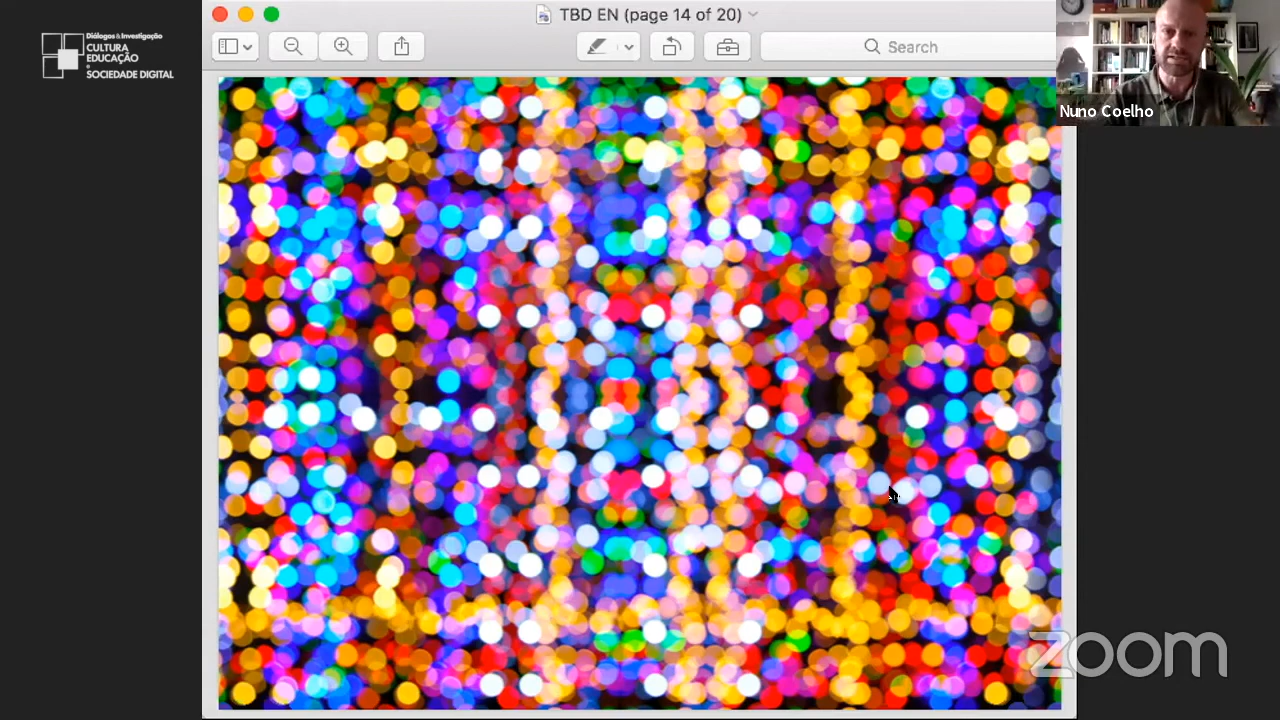 Diálogos & Investigação
CULTURA
EDUCAÇÃO
e
SOCIEDADE DIGITAL
TBD EN (page 14 of 20)
Search
Nuno Coelho
zoom